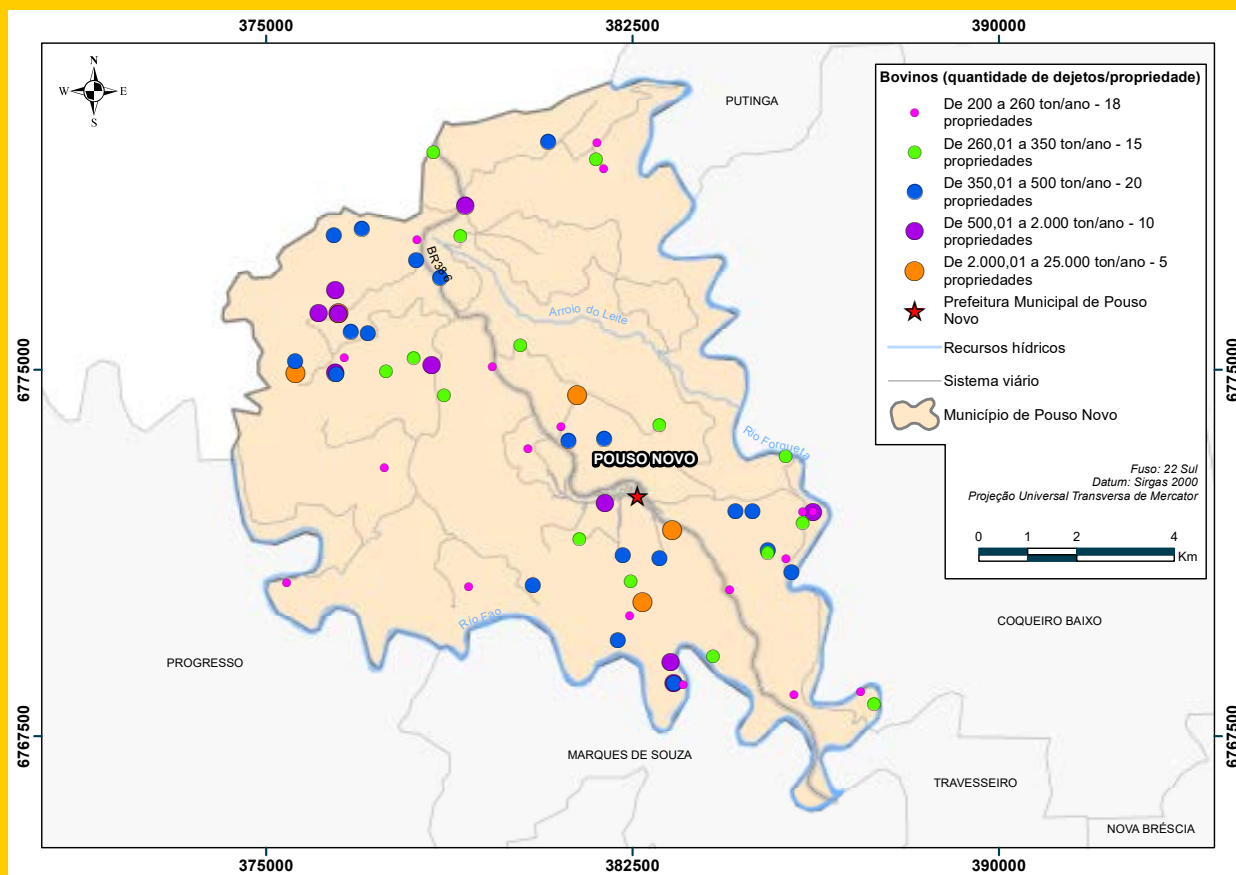 375000
382500
390000
N
W
E
S
PUTINGA
Bovinos (quantidade de dejetos/propriedade)
De 200 a 260 ton/ano - 18
propriedades
De 260,01 a 350 ton/ano - 15
propriedades
De 350,01 a 500 ton/ano - 20
propriedades
De 500,01 a 2.000 ton/ano - 10
propriedades
De 2.000,01 a 25.000 ton/ano - 5
propriedades
Prefeitura Municipal de Pouso
Novo
Recursos hídricos
Sistema viário
Município de Pouso Novo
Fuso: 22 Sul
Datum: Sirgas 2000
Projeção Universal Transversa de Mercator
0 1 2 4
Km
BR38-6
Arroio do Leite
6775000
6775000
Rio Forqueta
POUSO NOVO
Rio Fao
COQUEIRO BAIXO
PROGRESSO
6767500
6767500
MARQUES DE SOUZA
TRAVESSEIRO
NOVA BRÉSCIA
375000
382500
390000